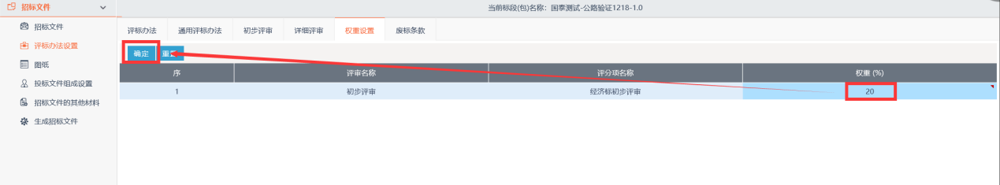 招标文件
当前标段(包)名称：国泰测试-公路验证1218-1.0
招标文件
评标办法设置
图纸
投标文件组成设置
招标文件的其他材料
生成招标文件
评标办法 通用评标办法 初步评审 详细评审 权重设置 废标条款
确定 重
序 评审名称 评分项名称 权重 (%)
1 初步评审 经济标初步评审 20